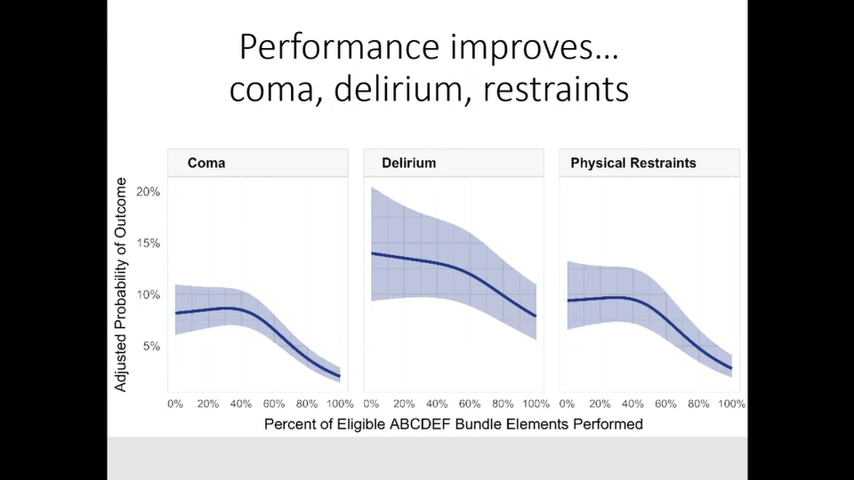 Performance improves...
coma, delirium, restraints
Coma
Delirium
Physical Restraints
Adjusted Probability of Outcome
20%
15%
10%
5%
0% 20% 40% 60% 80% 100%
0% 20% 40% 60% 80% 100%
0% 20% 40% 60% 80% 100%
Percent of Eligible ABCDEF Bundle Elements Performed